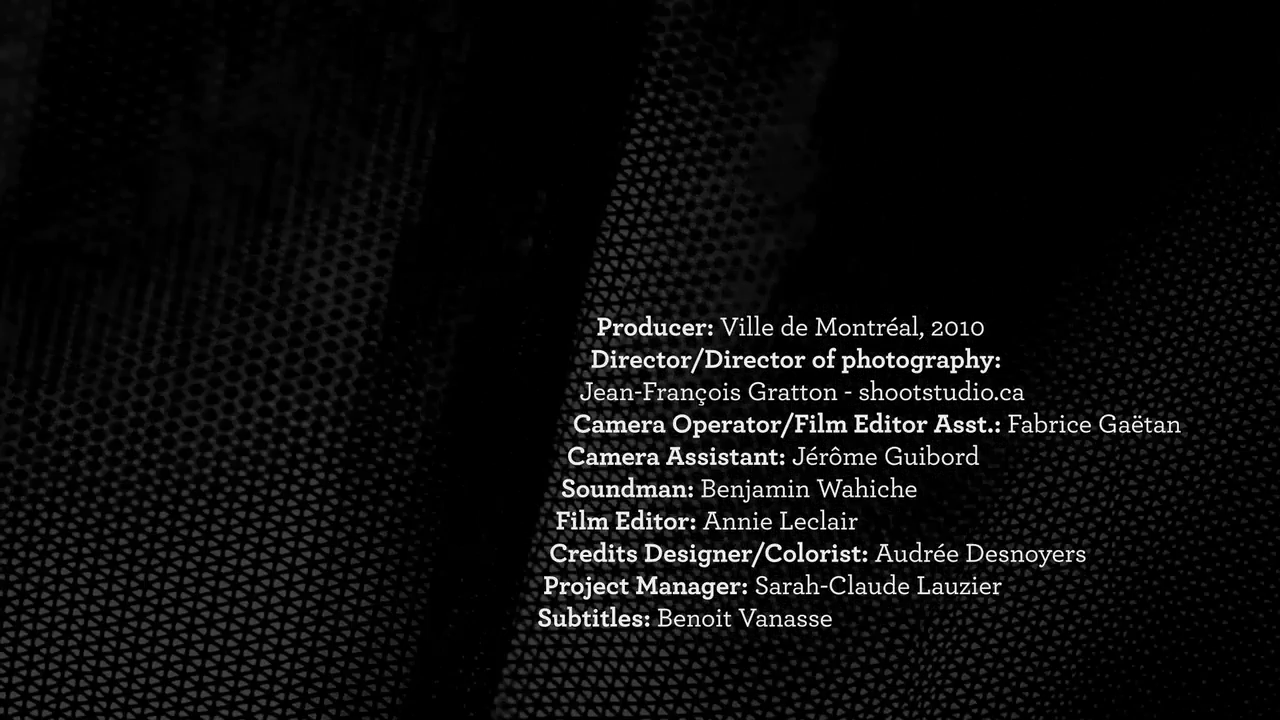 Producer: Ville de Montréal, 2010
Director/Director of photography:
Jean-François Gratton - shootstudio.ca
Camera Operator/Film Editor Asst.: Fabrice Gaëtan
Camera Assistant: Jérôme Guibord
Soundman: Benjamin Wahiche
Film Editor: Annie Leclair
Credits Designer/Colorist: Audrée Desnoyers
Project Manager: Sarah-Claude Lauzier
Subtitles: Benoit Vanasse